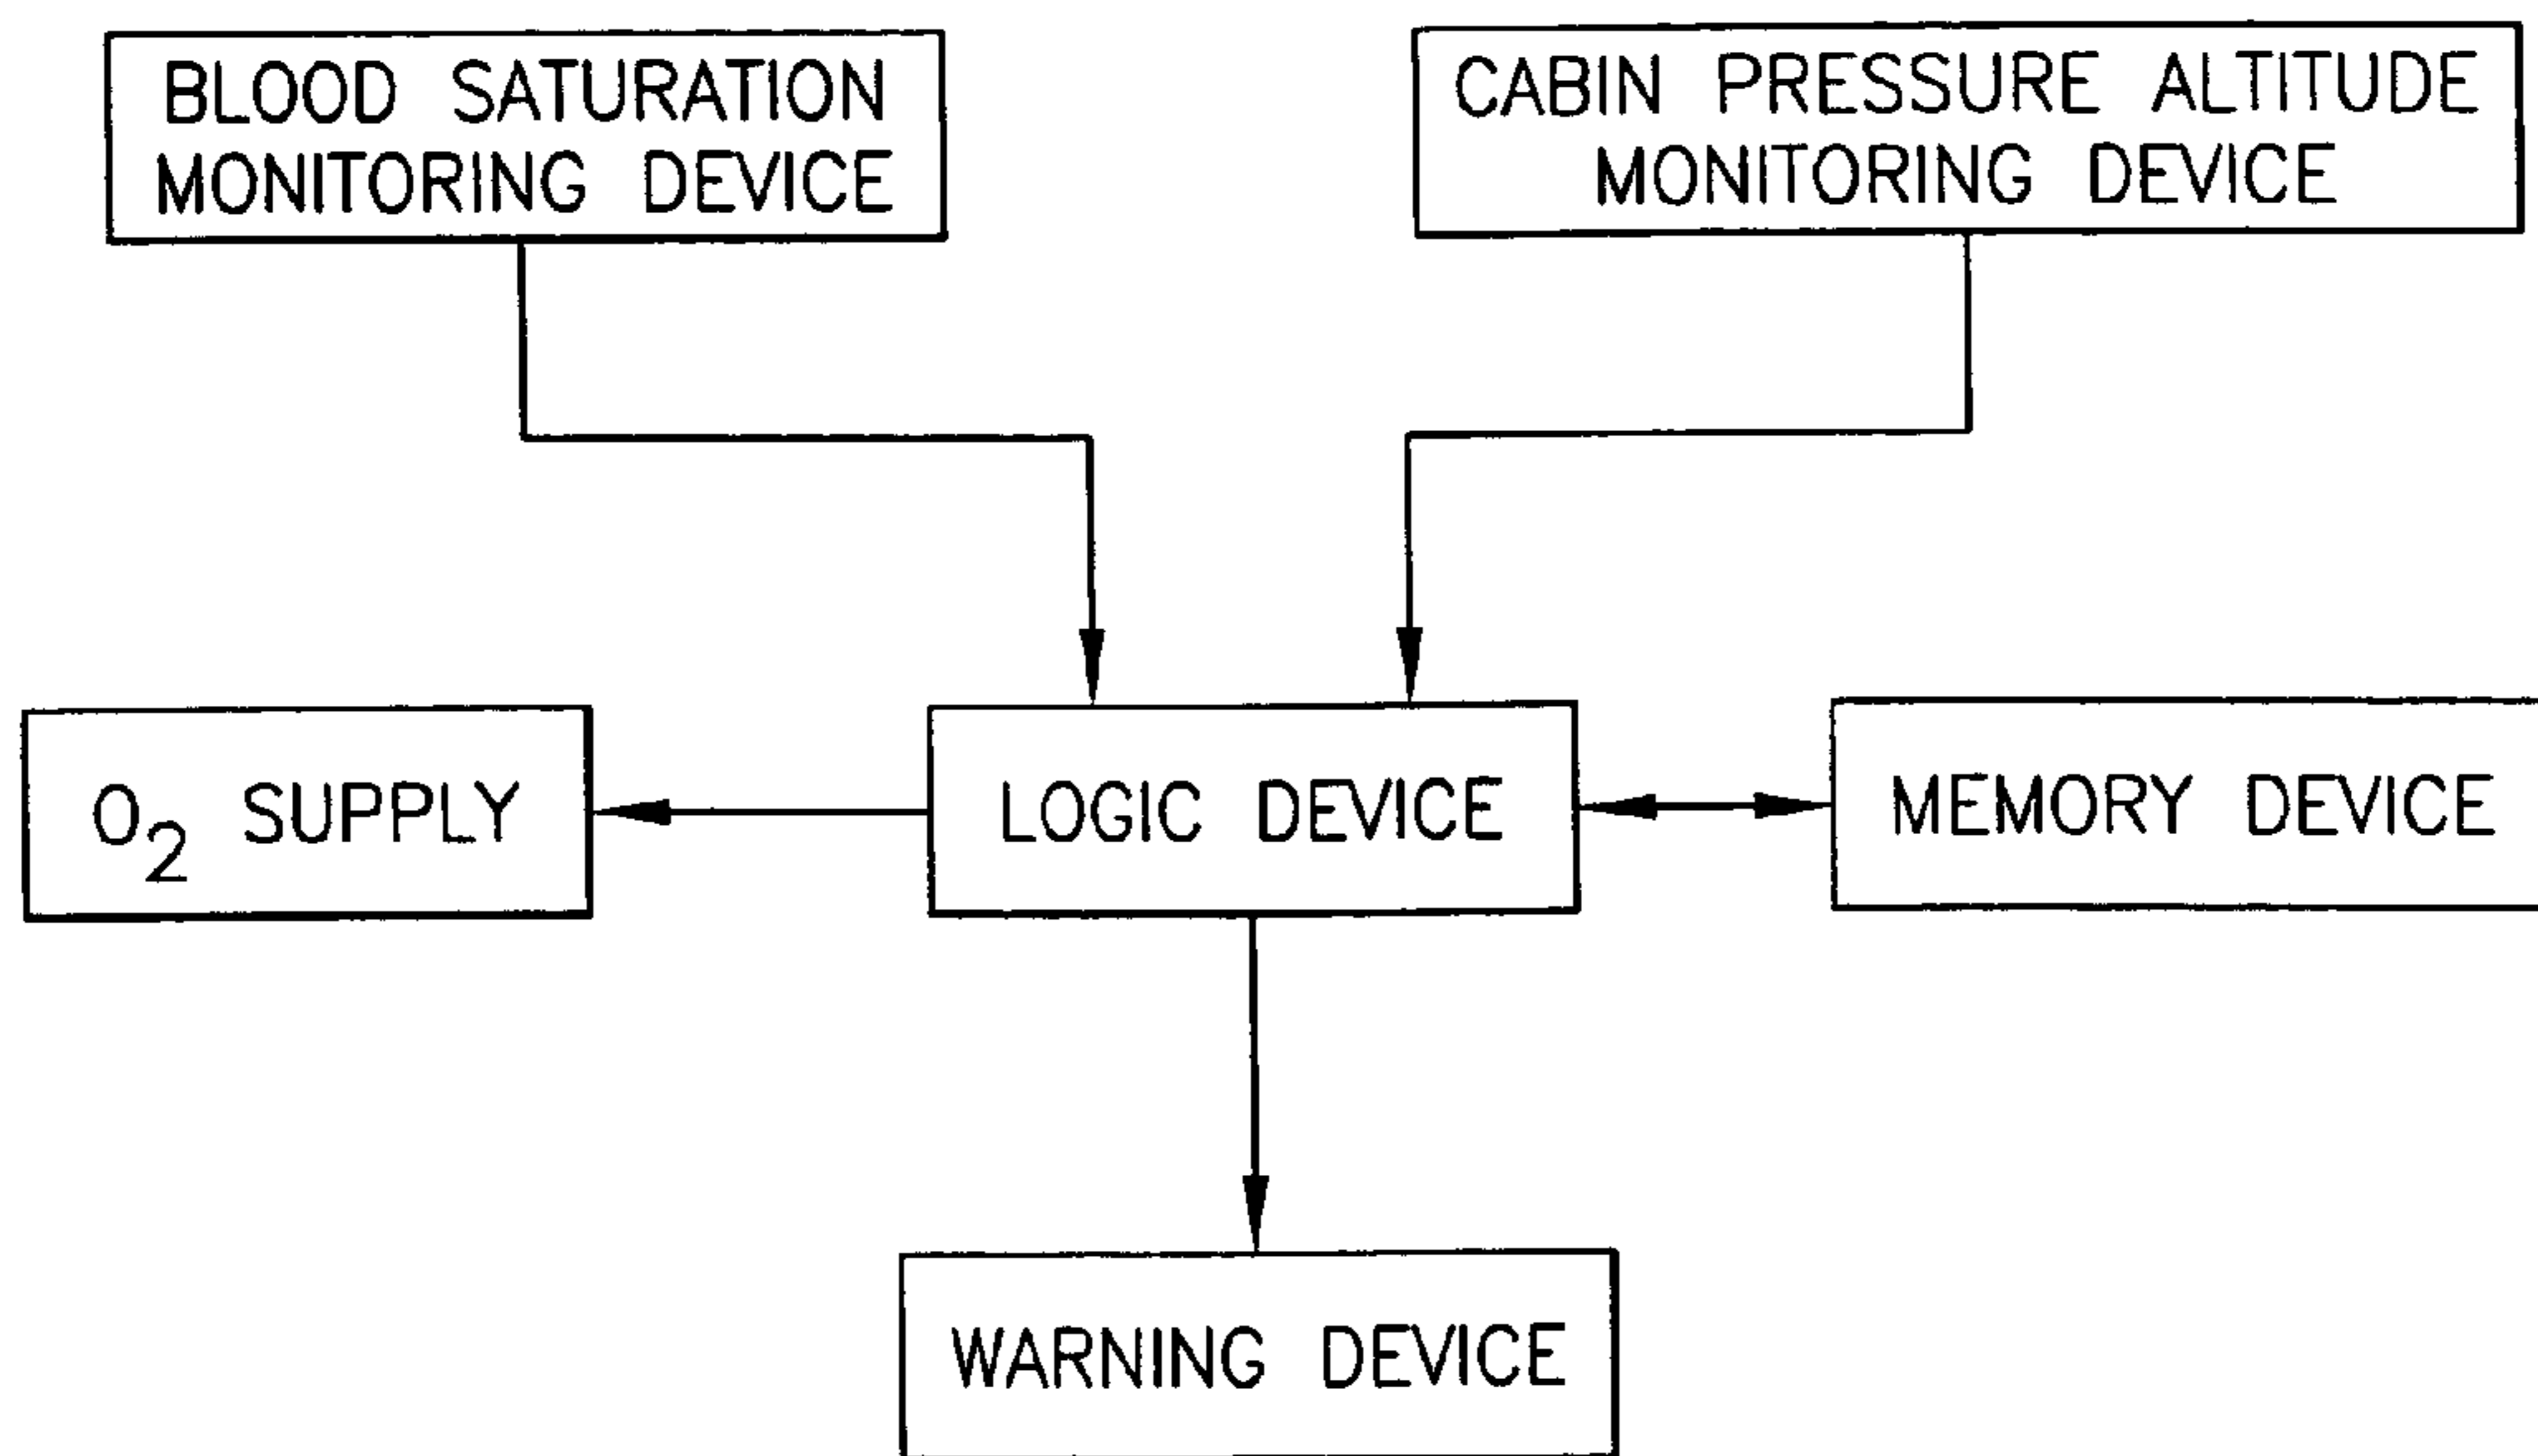 BLOOD SATURATION
MONITORING DEVICE
CABIN PRESSURE ALTITUDE
MONITORING DEVICE
O₂ SUPPLY
LOGIC DEVICE
MEMORY DEVICE
WARNING DEVICE